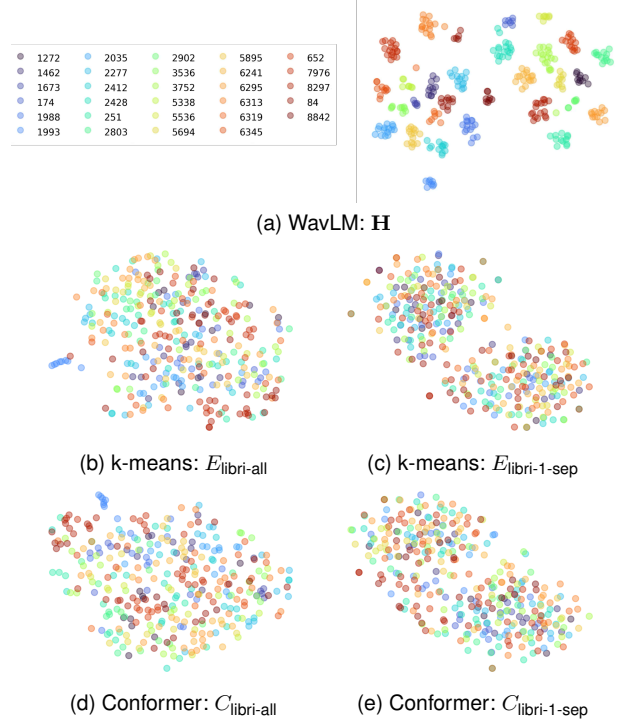 1272 2035 2902 5895 652
1462 2277 3536 6241 7976
1673 2412 3752 6295 8297
174 2428 5338 6313 84
1988 251 5536 6319 8842
1993 2803 5694 6345
(a) WavLM: H
(b) k-means: E_libri-all
(c) k-means: E_libri-1-sep
(d) Conformer: C_libri-all
(e) Conformer: C_libri-1-sep